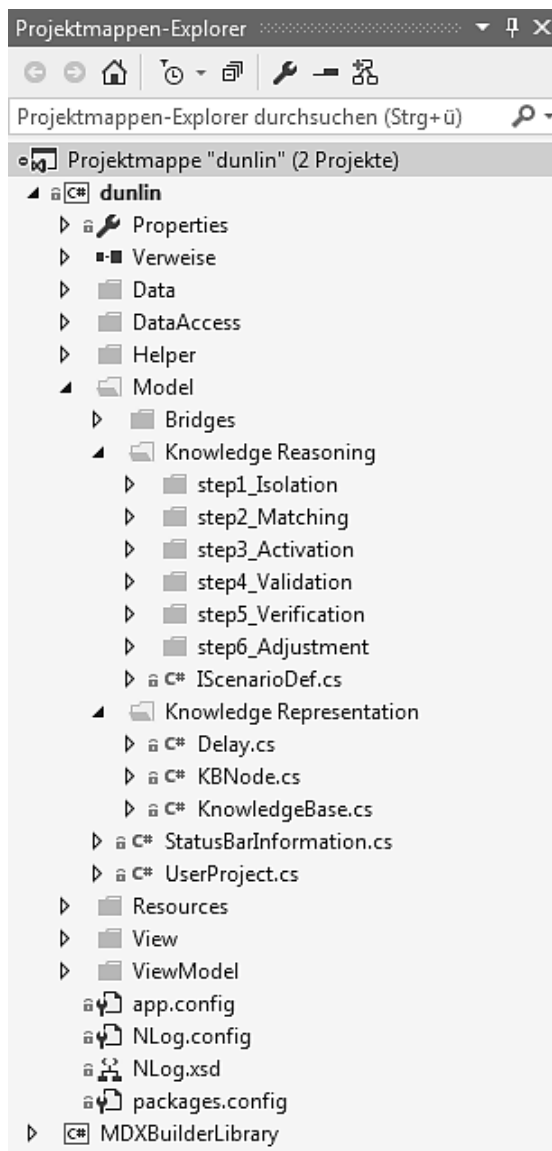 Projektmappen-Explorer
Projektmappen-Explorer durchsuchen (Strg+ü)
Projektmappe "dunlin" (2 Projekte)
C# dunlin
Properties
Verweise
Data
DataAccess
Helper
Model
Bridges
Knowledge Reasoning
step1_Isolation
step2_Matching
step3_Activation
step4_Validation
step5_Verification
step6_Adjustment
C# IScenarioDef.cs
Knowledge Representation
C# Delay.cs
C# KBNode.cs
C# KnowledgeBase.cs
C# StatusBarInformation.cs
C# UserProject.cs
Resources
View
ViewModel
app.config
NLog.config
NLog.xsd
packages.config
C# MDXBuilderLibrary